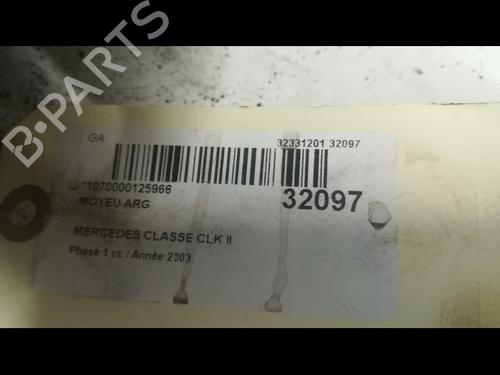 B-PARTS
GA
32331201 32097
*1070000125966
32097
MOYEU ARG
MERCEDES CLASSE CLK II
Phase 1 cc / Année 2003